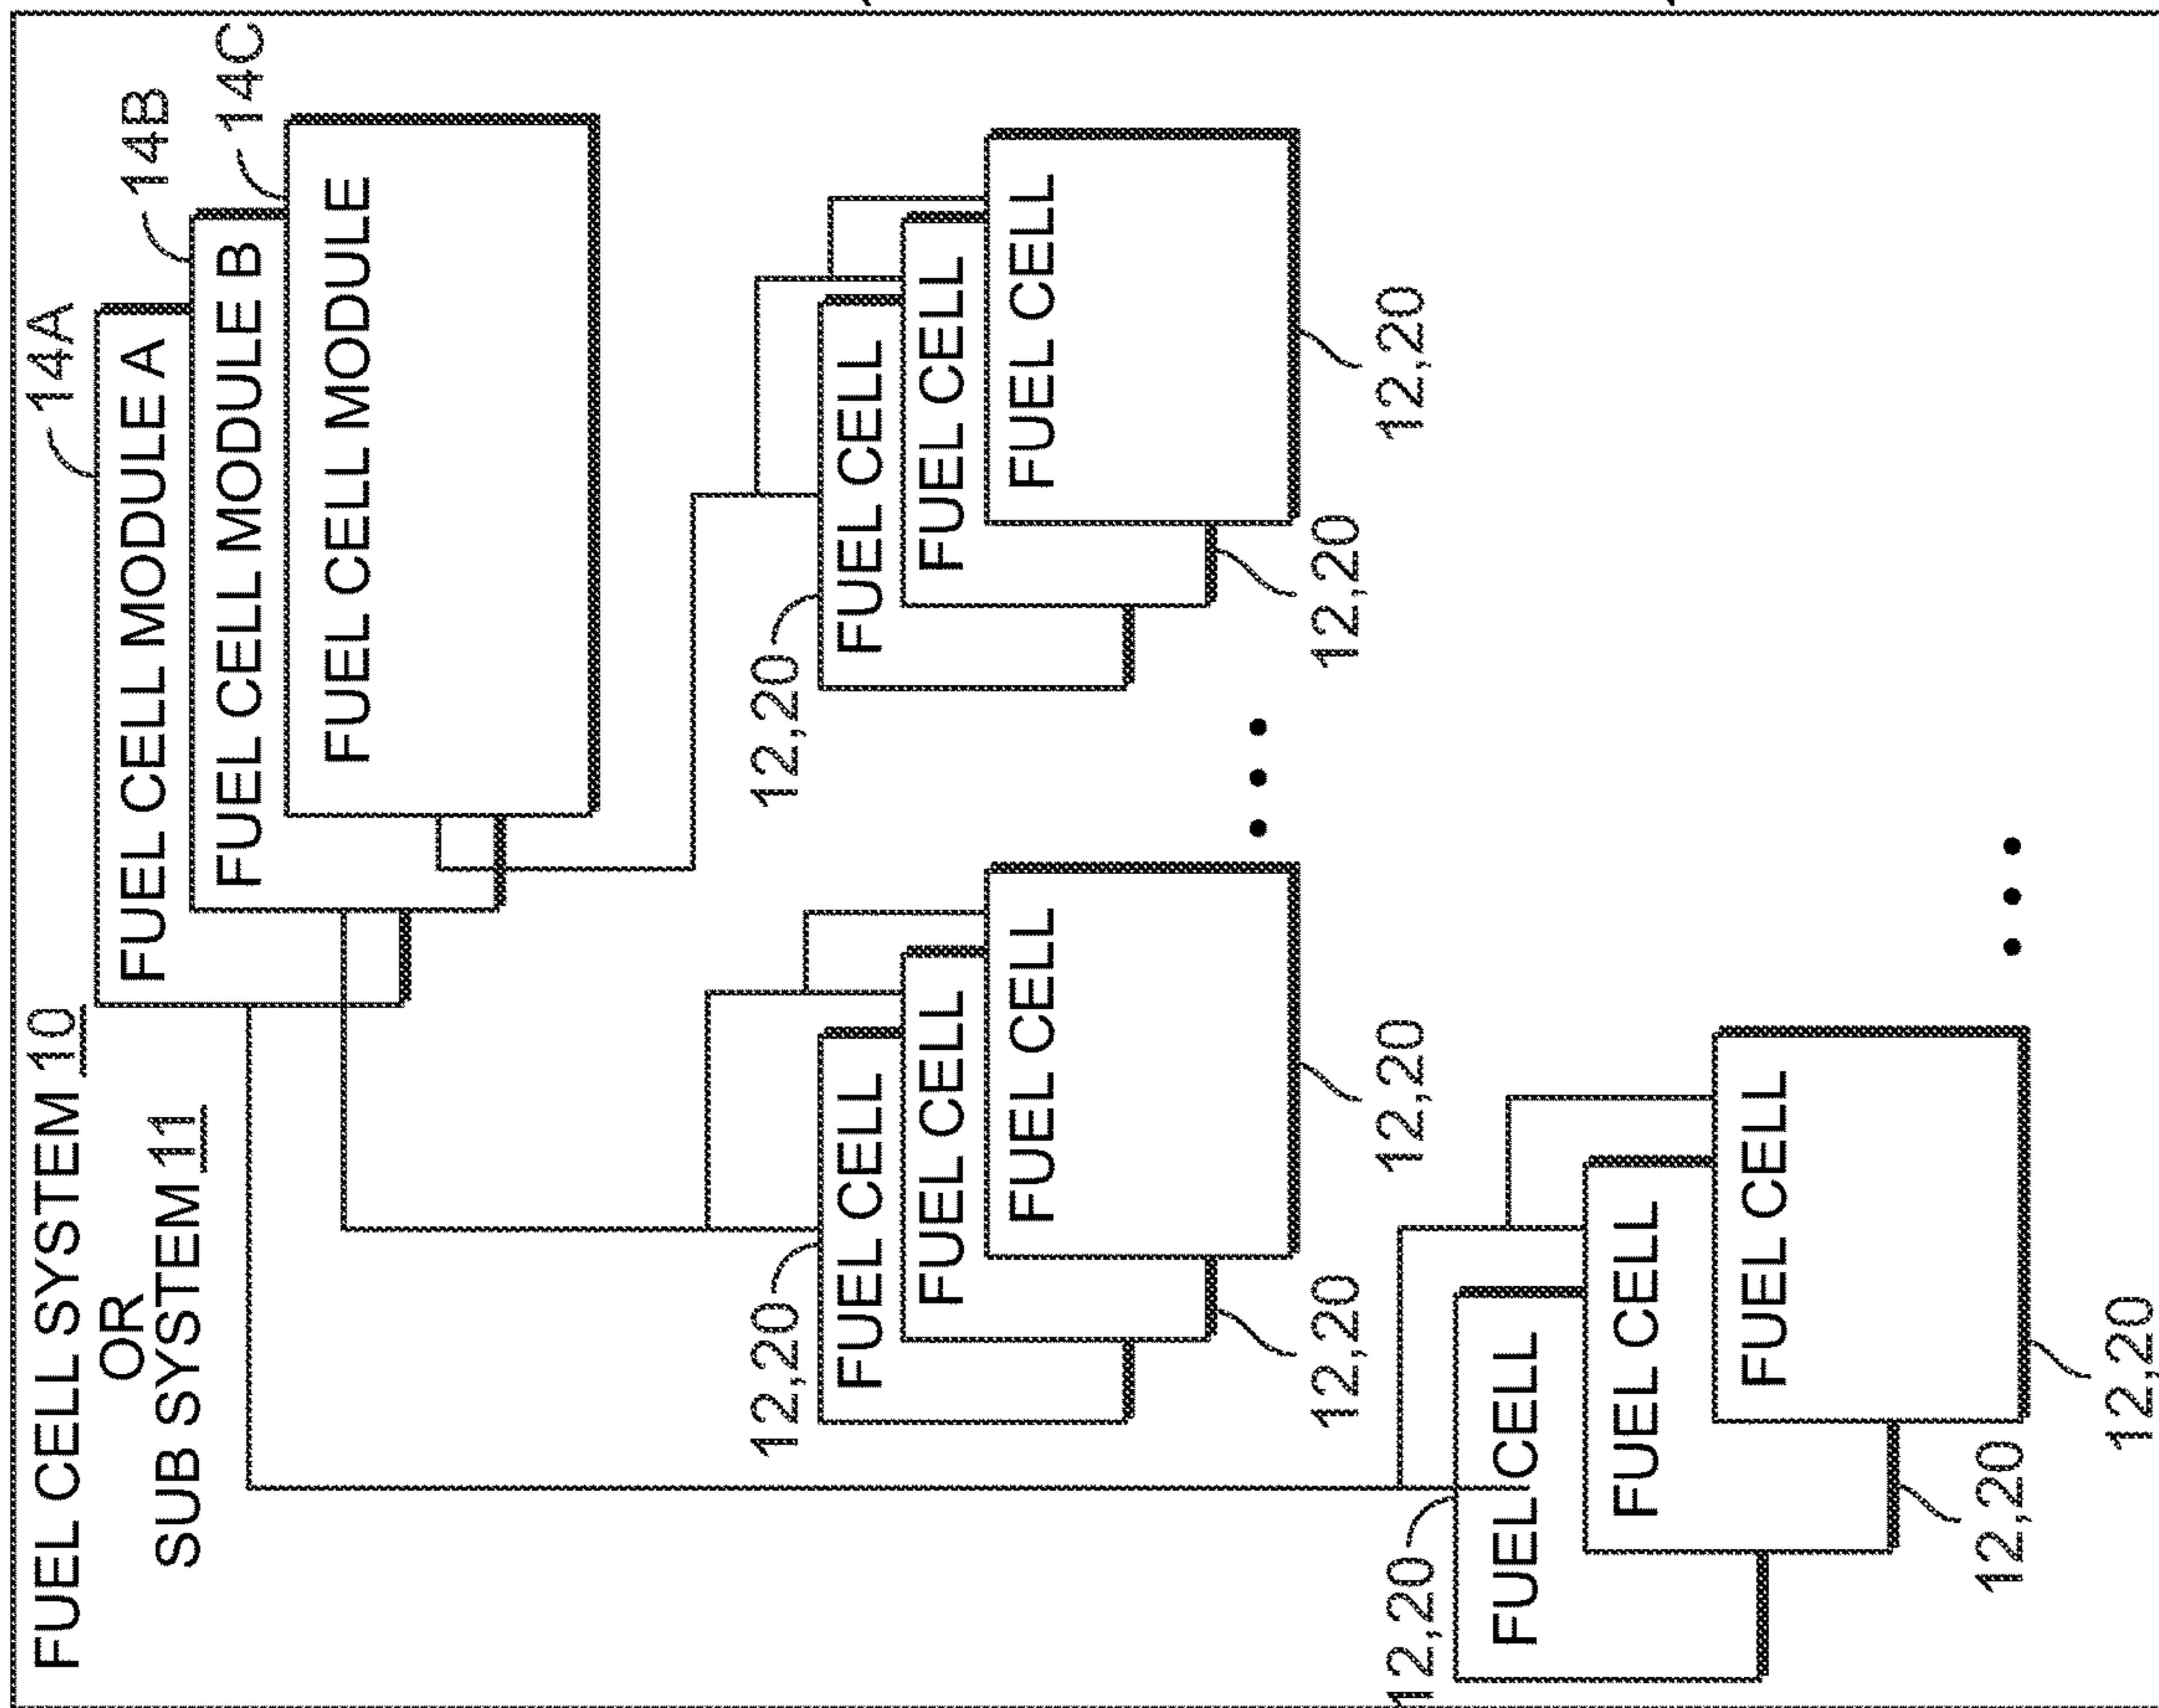 FUEL CELL SYSTEM 10
OR
SUB SYSTEM 11
14A
FUEL CELL MODULE A
14B
FUEL CELL MODULE B
14C
FUEL CELL MODULE
12,20
FUEL CELL
FUEL CELL
FUEL CELL
12,20
12,20
12,20
FUEL CELL
FUEL CELL
FUEL CELL
12,20
12,20
12,20
FUEL CELL
FUEL CELL
FUEL CELL
12,20
12,20